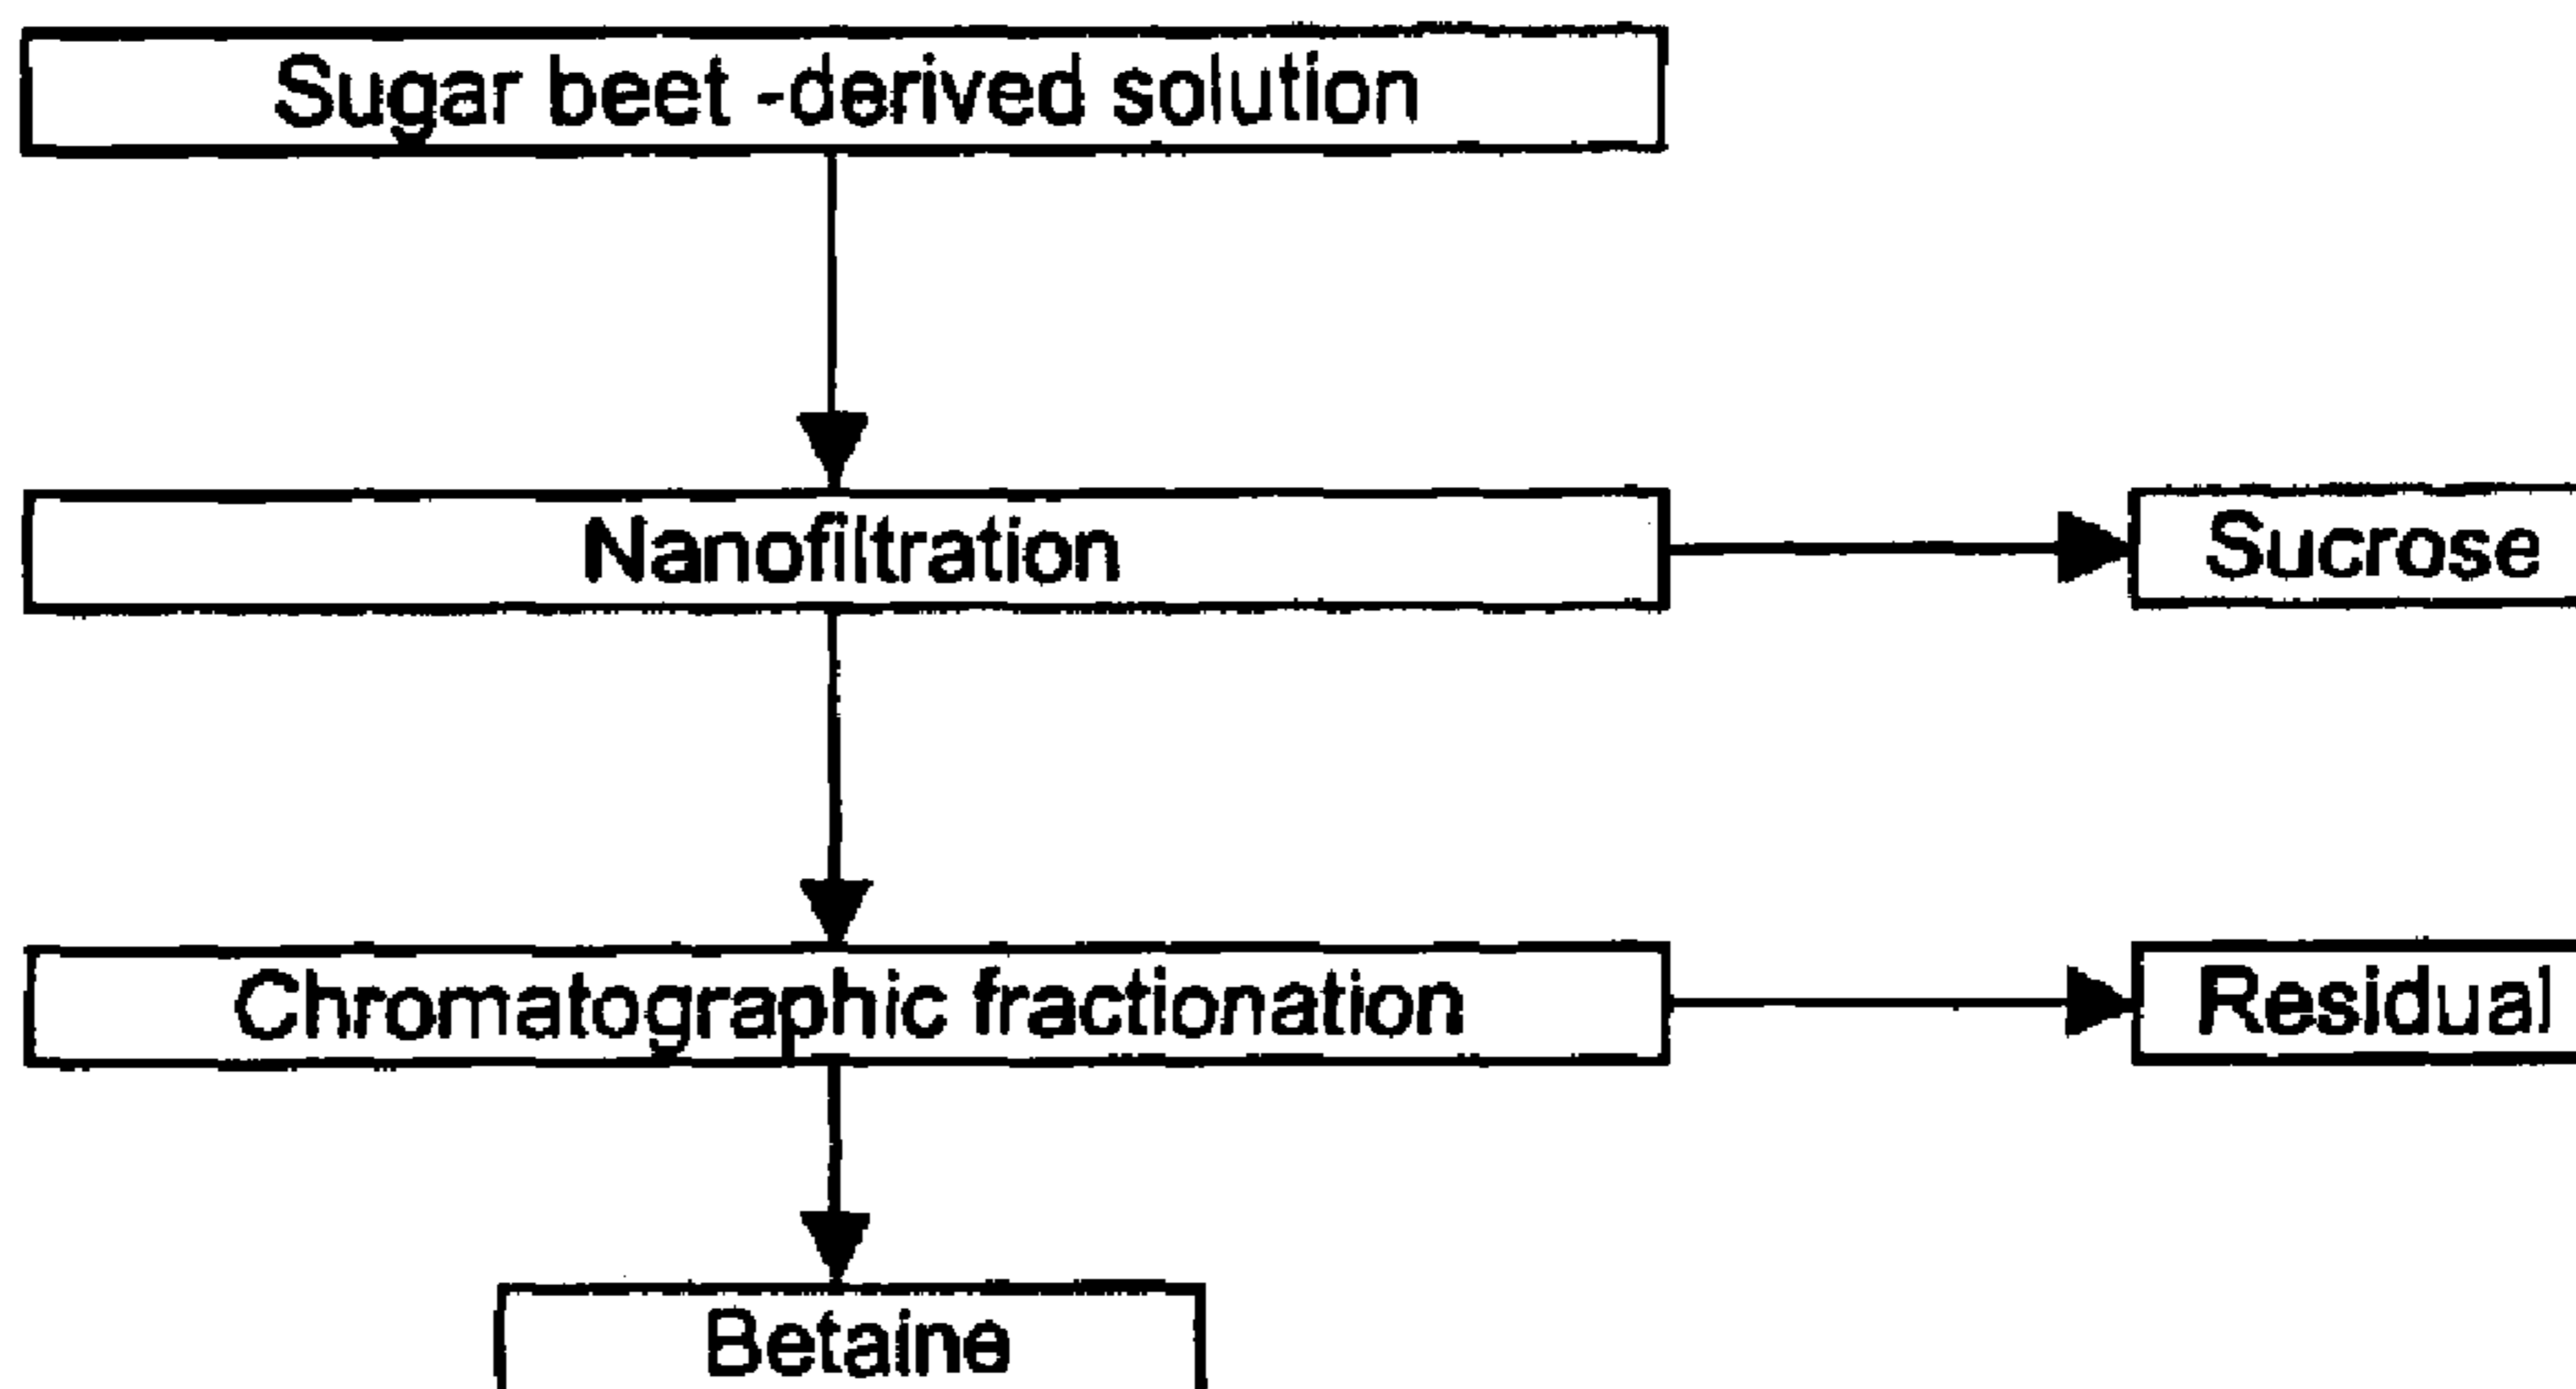 Sugar beet -derived solution
Nanofiltration
Sucrose
Chromatographic fractionation
Residual
Betaine